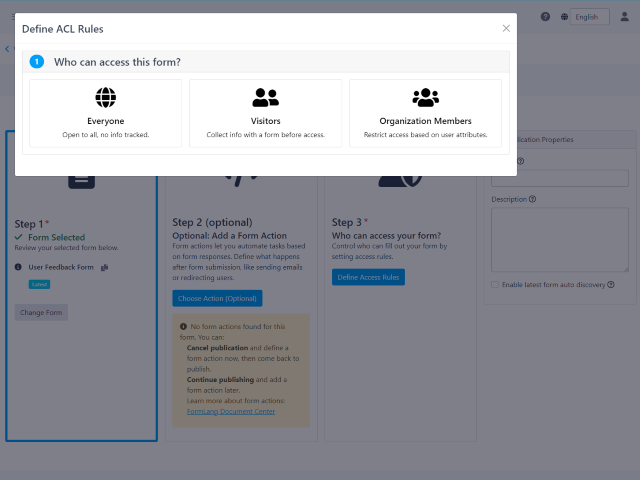 English
Define ACL Rules
1 Who can access this form?
Everyone
Open to all, no info tracked.
Visitors
Collect info with a form before access.
Organization Members
Restrict access based on user attributes.
Step 1*
Form Selected
Review your selected form below.
User Feedback Form
Latest
Change Form
Step 2 (optional)
Optional: Add a Form Action
Form actions let you automate tasks based
on form responses. Define what happens
after form submission, like sending emails
or redirecting users.
Choose Action (Optional)
No form actions found for this
form. You can:
Cancel publication and define a
form action now, then come back to
publish.
Continue publishing and add a
form action later.
Learn more about form actions:
FormsLang Document Center
Step 3*
Who can access your form?
Control who can fill out your form by
setting access rules.
Define Access Rules
Properties
Description
Enable latest form auto discovery